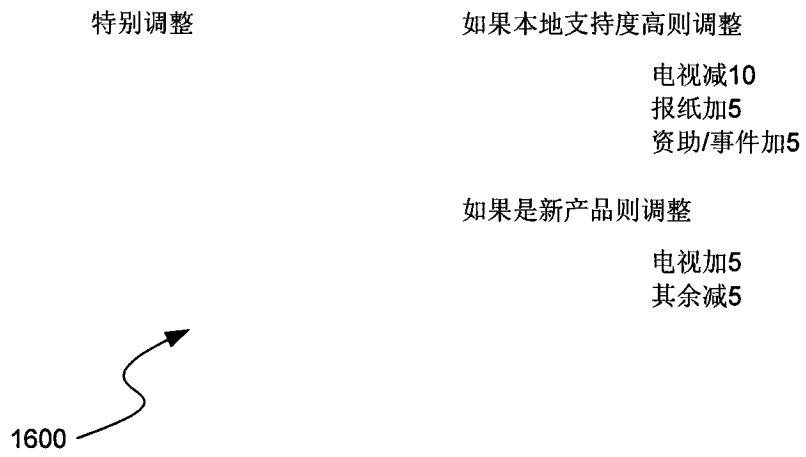 特别调整
如果本地支持度高则调整
电视减10
报纸加5
资助/事件加5
如果是新产品则调整
电视加5
其余减5
1600